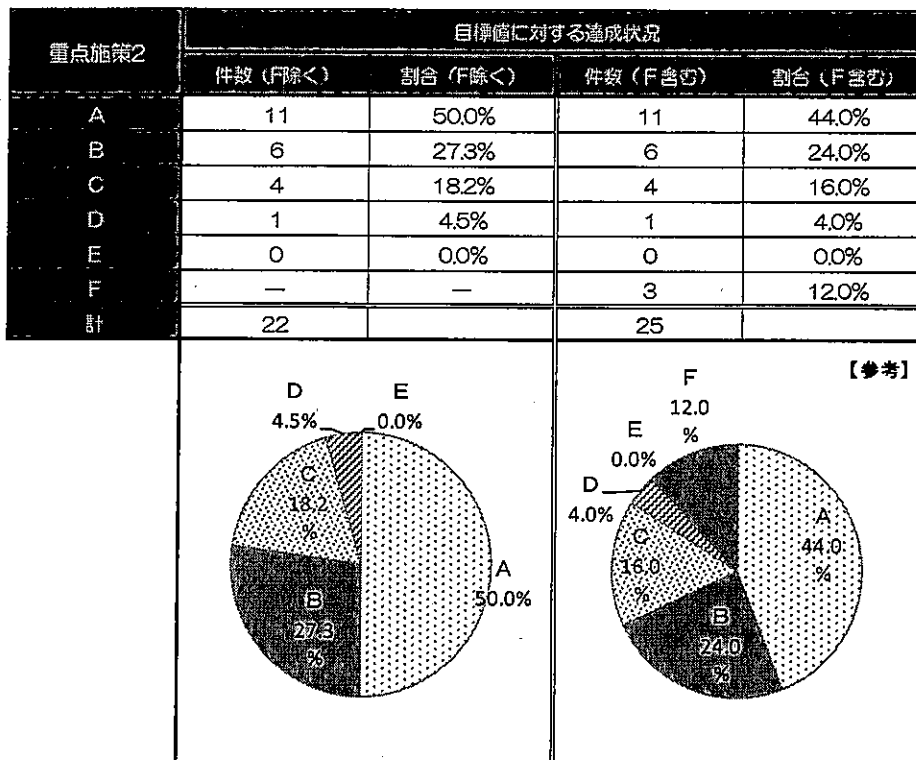 重点施策2
目標値に対する達成状況
件数（F除く） 割合（F除く） 件数（F含む） 割合（F含む）
A 11 50.0% 11 44.0%
B 6 27.3% 6 24.0%
C 4 18.2% 4 16.0%
D 1 4.5% 1 4.0%
E 0 0.0% 0 0.0%
F － － 3 12.0%
計 22 25
【参考】
D
4.5%
E
0.0%
C
18.2
%
B
27.3
%
A
50.0%
F
12.0
%
E
0.0%
D
4.0%
C
16.0
%
B
24.0
%
A
44.0
%